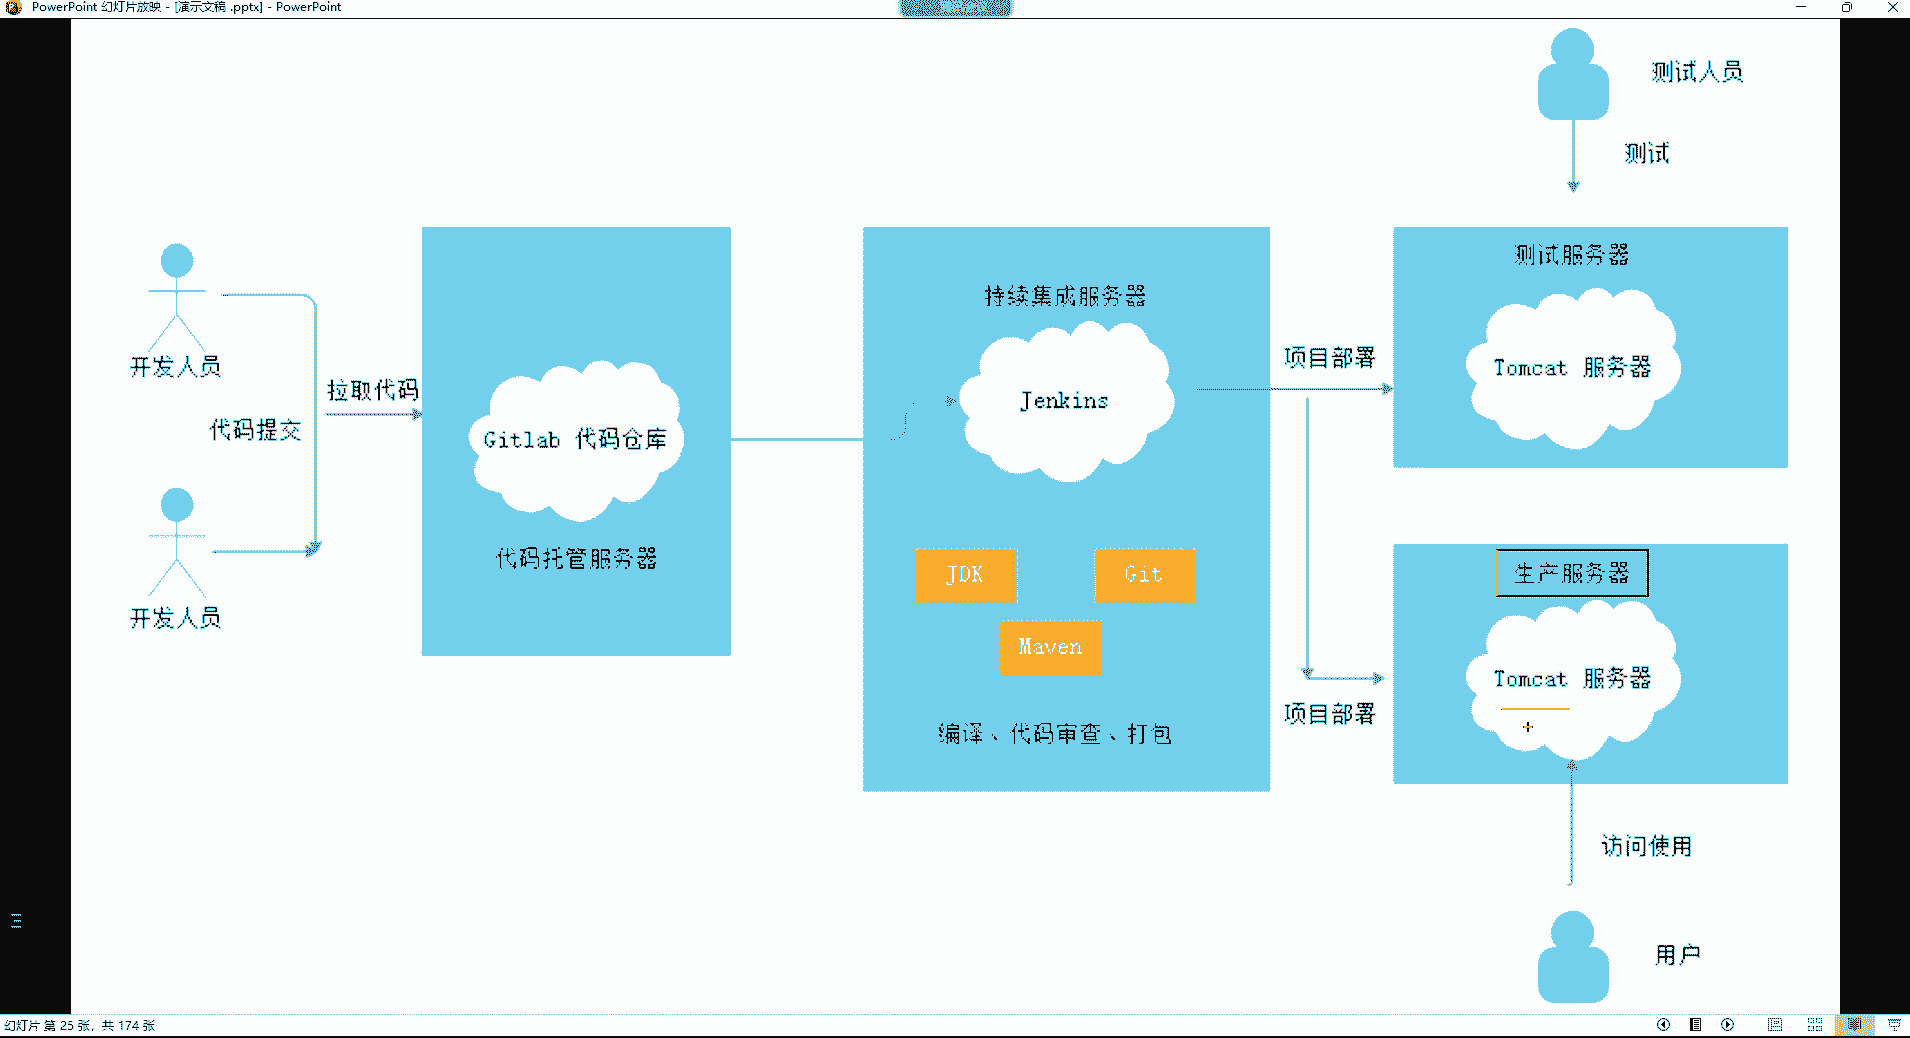 PowerPoint 幻灯片放映 - [演示文稿 .pptx] - PowerPoint
测试人员
测试
开发人员
代码提交
开发人员
拉取代码
Gitlab 代码仓库
代码托管服务器
持续集成服务器
Jenkins
JDK
Git
Maven
编译、代码审查、打包
项目部署
项目部署
测试服务器
Tomcat 服务器
生产服务器
Tomcat 服务器
访问使用
用户
幻灯片 第 25 张，共 174 张